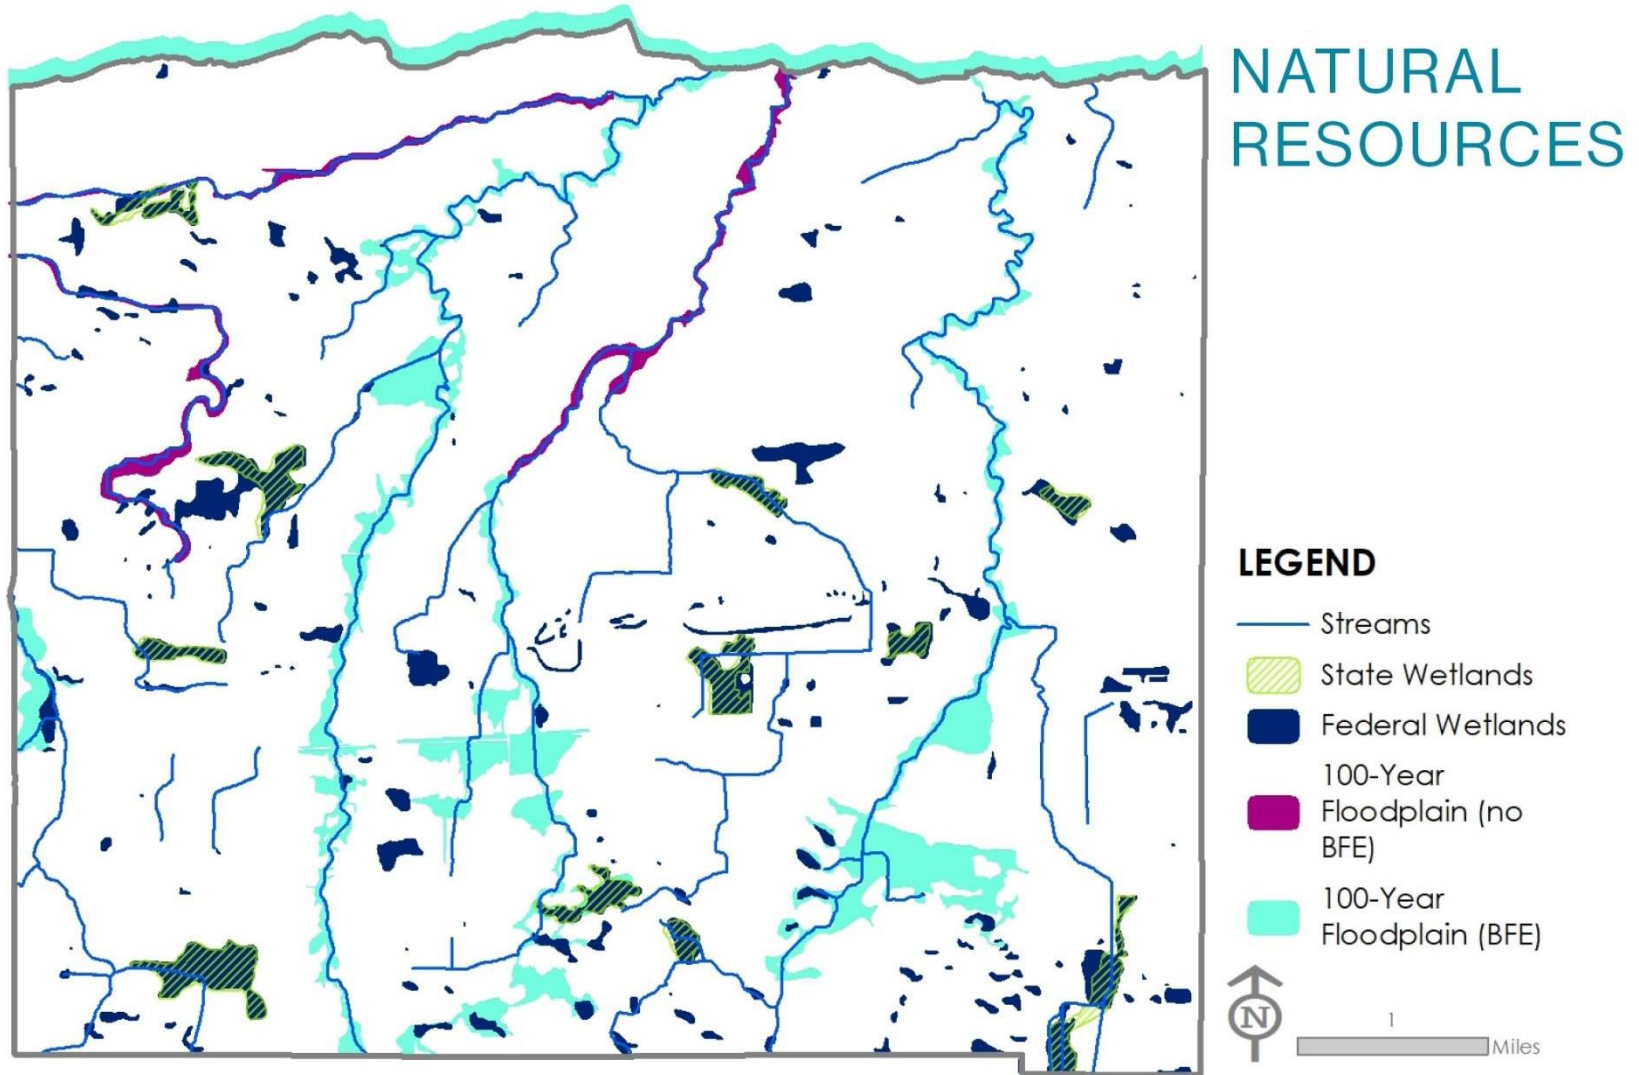 NATURAL
RESOURCES
LEGEND
Streams
State Wetlands
Federal Wetlands
100-Year
Floodplain (no
BFE)
100-Year
Floodplain (BFE)
N
1
Miles